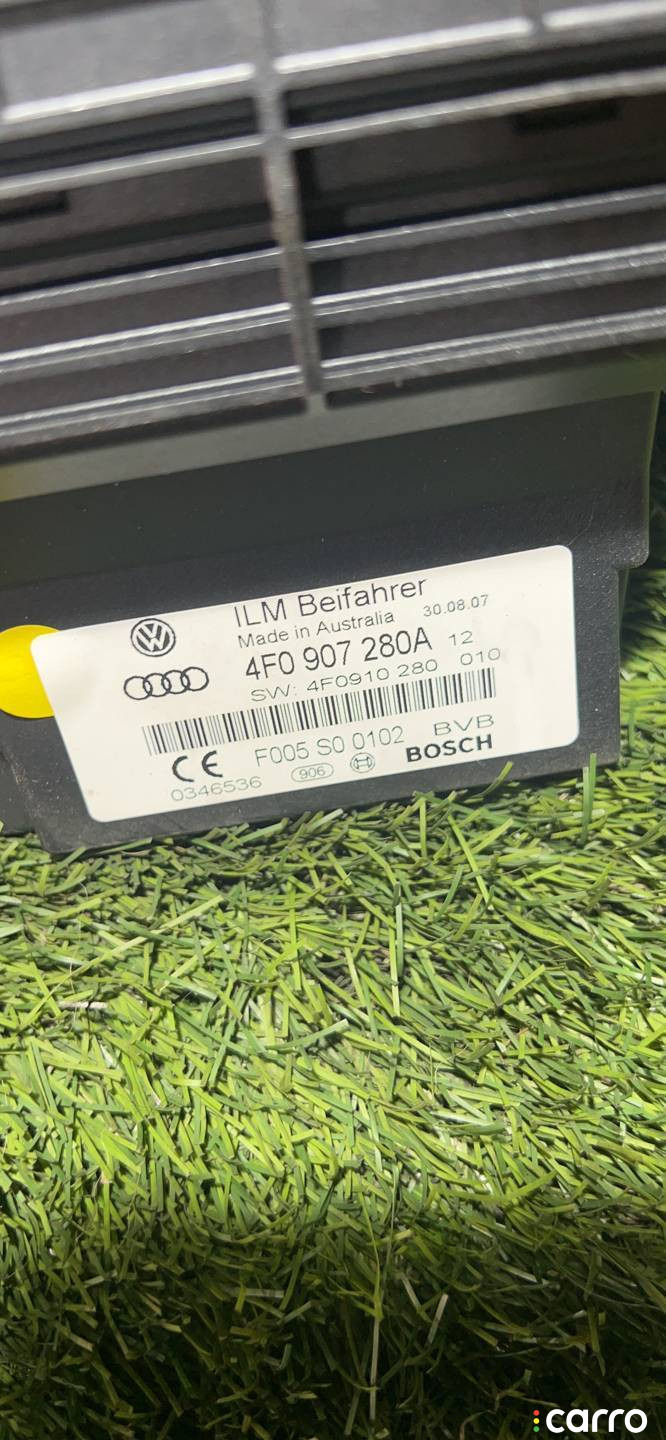 ILM Beifahrer
Made in Australia 30.08.07
4F0 907 280A 12
SW: 4F0910 280 010
F005 S0 0102 BVB
0346536 906 BOSCH
carro